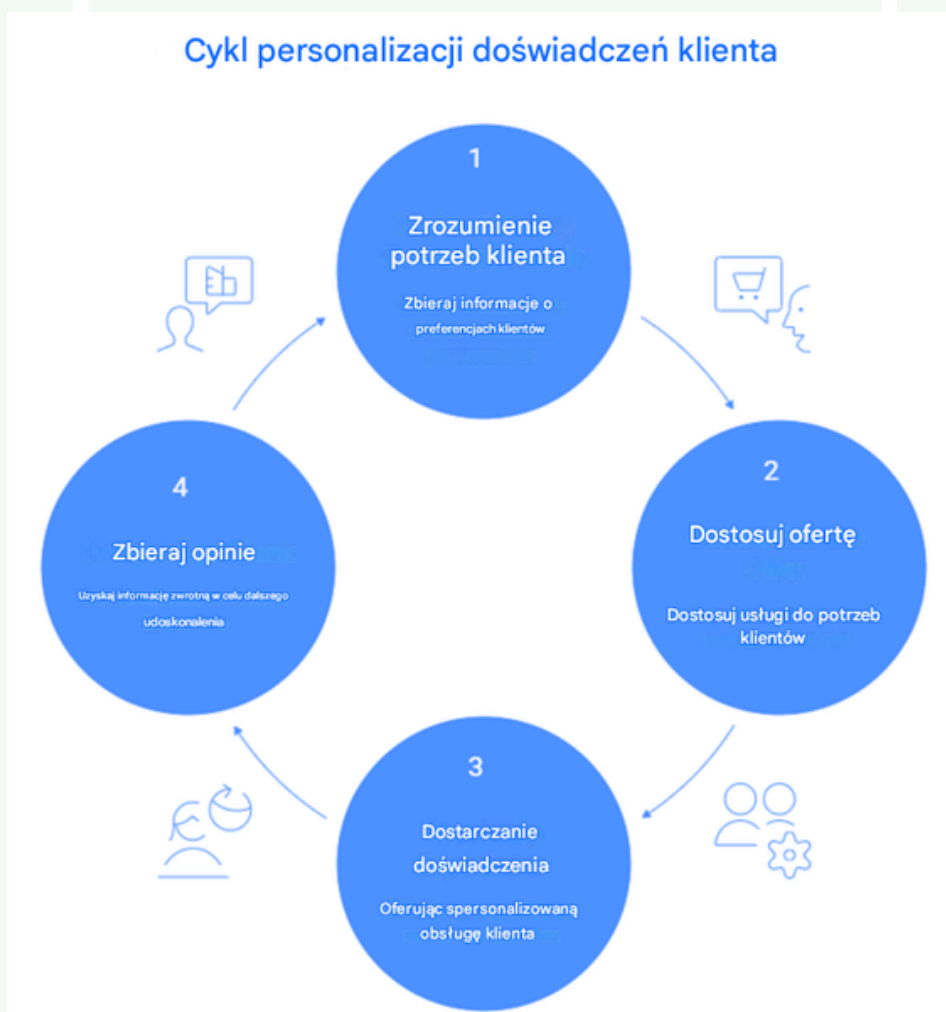 Cykl personalizacji doświadczeń klienta
1
Zrozumienie
potrzeb klienta
Zbieraj informacje o
preferencjach klientów
2
Dostosuj ofertę
Dostosuj usługi do potrzeb
klientów
3
Dostarczanie
doświadczenia
Oferując spersonalizowaną
obsługę klienta
4
Zbieraj opinie
Uzyskaj informację zwrotną w celu dalszego
udoskonalenia